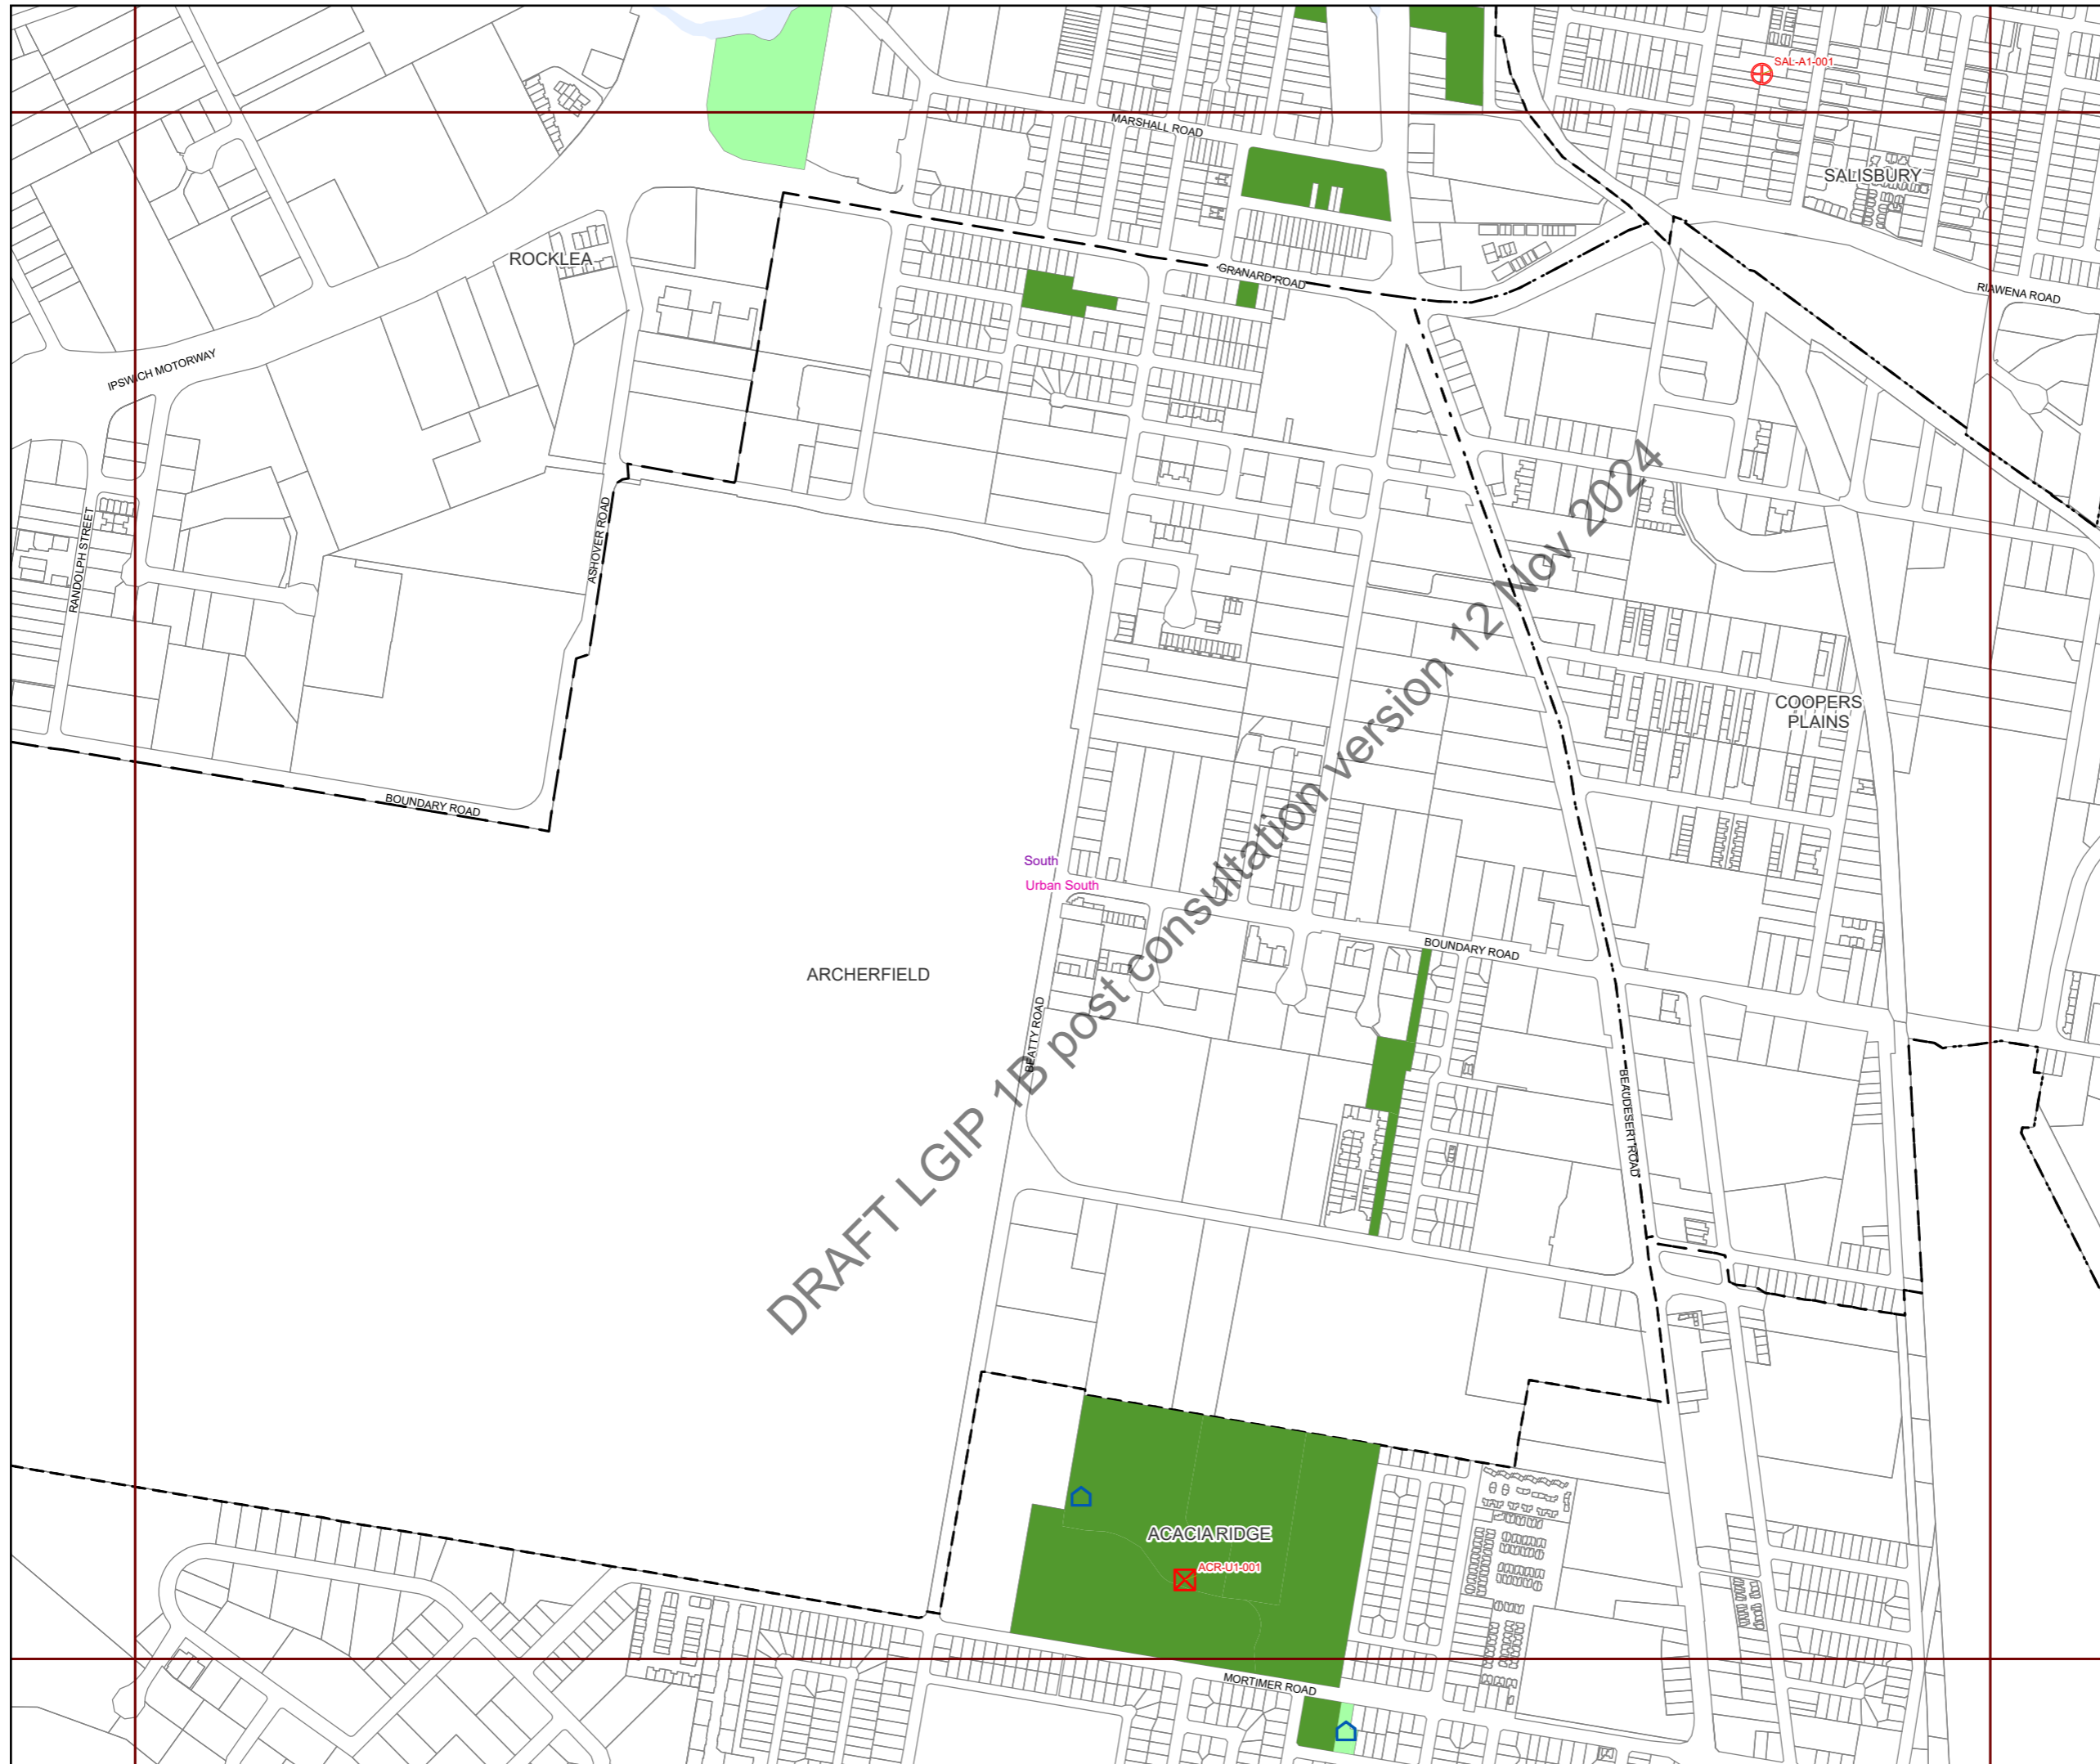 SAL-A1-001
MARSHALL ROAD
SALISBURY
ROCKLEA
GRANARD ROAD
RIAWENA ROAD
IPSWICH MOTORWAY
RANDOLPH STREET
ASHOVER ROAD
COOPERS
PLAINS
BOUNDARY ROAD
South
Urban South
BOUNDARY ROAD
ARCHERFIELD
BEATTY ROAD
BEAUDESERT ROAD
DRAFT LGIP 1B post consultation version 12 Nov 2024
ACACIA RIDGE
ACR-U1-001
MORTIMER ROAD